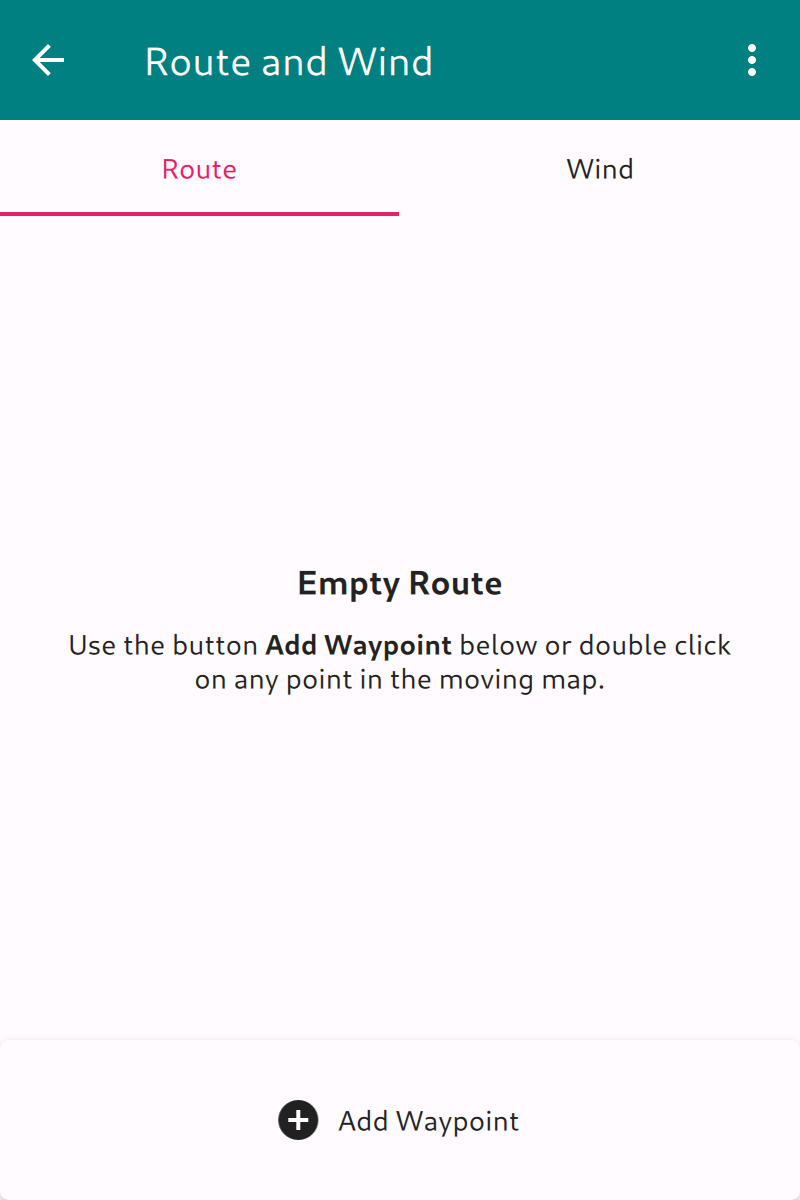 Route and Wind
Route
Wind
Empty Route
Use the button Add Waypoint below or double click
on any point in the moving map.
Add Waypoint